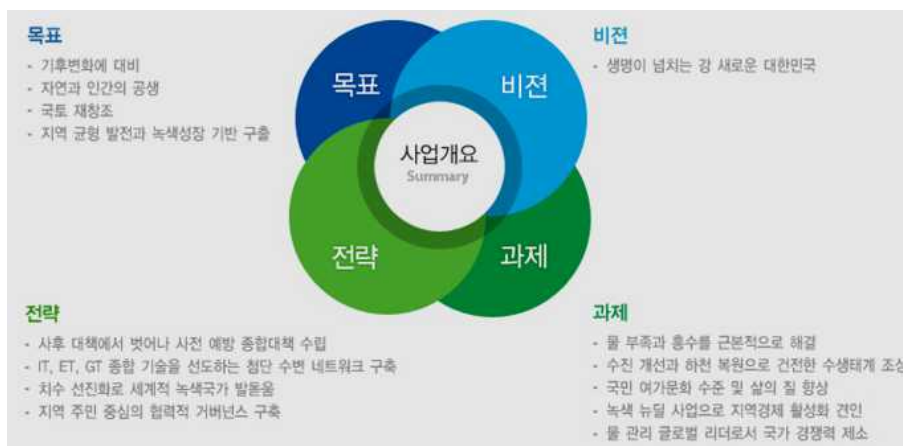 목표
- 기후변화에 대비
- 자연과 인간의 공생
- 국토 재창조
- 지역 균형 발전과 녹색성장 기반 구출
비젼
- 생명이 넘치는 강 새로운 대한민국
목표
비젼
사업개요
Summary
전략
과제
전략
- 사후 대책에서 벗어나 사전 예방 종합대책 수립
- IT, ET, GT 종합 기술을 선도하는 첨단 수변 네트워크 구축
- 치수 선진화로 세계적 녹색국가 발돋움
- 지역 주민 중심의 협력적 거버넌스 구축
과제
- 물 부족과 홍수를 근본적으로 해결
- 수진 개선과 하천 복원으로 건전한 수생태계 조성
- 국민 여가문화 수준 및 삶의 질 향상
- 녹색 뉴딜 사업으로 지역경제 활성화 견인
- 물 관리 글로벌 리더로서 국가 경쟁력 제소